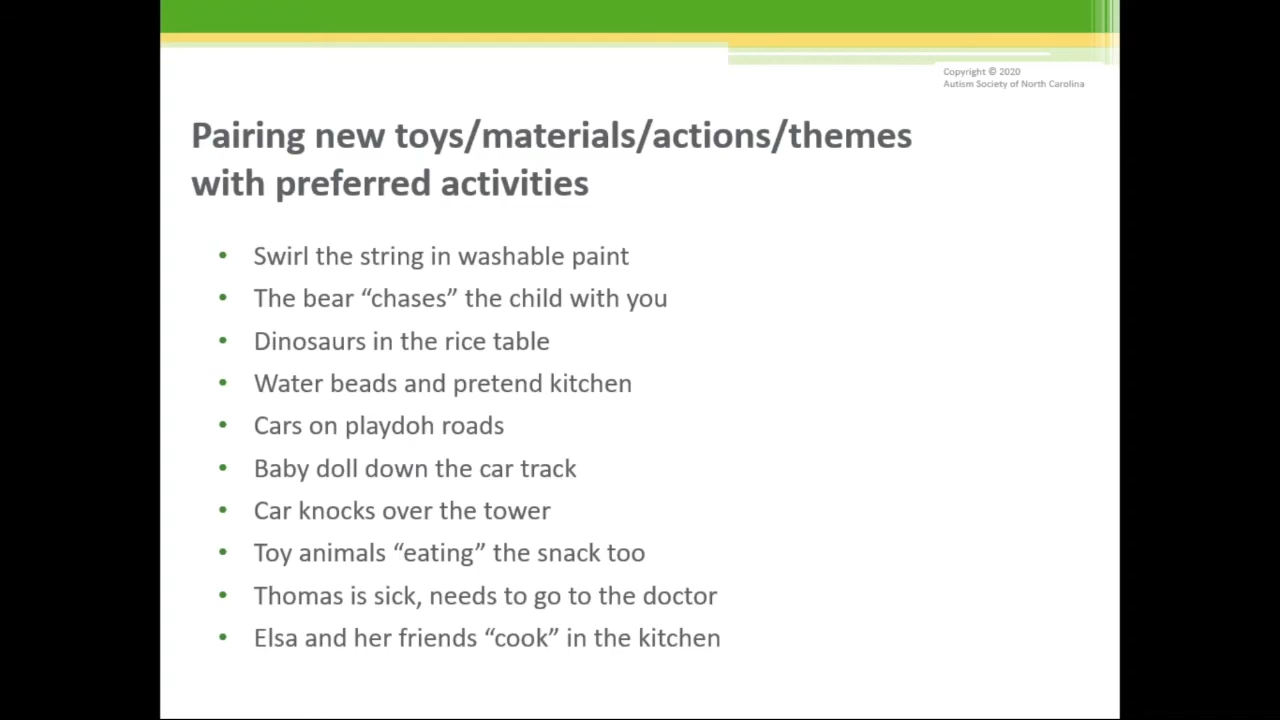 Copyright © 2020
Autism Society of North Carolina
Pairing new toys/materials/actions/themes
with preferred activities
• Swirl the string in washable paint
• The bear “chases” the child with you
• Dinosaurs in the rice table
• Water beads and pretend kitchen
• Cars on playdoh roads
• Baby doll down the car track
• Car knocks over the tower
• Toy animals “eating” the snack too
• Thomas is sick, needs to go to the doctor
• Elsa and her friends “cook” in the kitchen